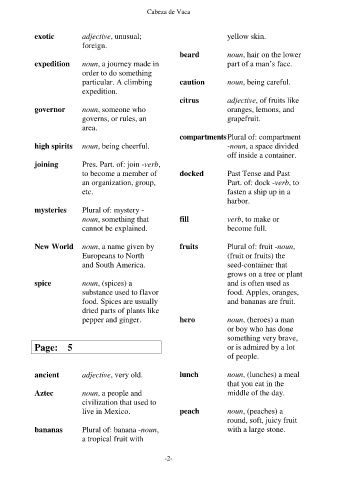 Cabeza de Vaca
exotic adjective, unusual;
foreign.
expedition noun, a journey made in
order to do something
particular. A climbing
expedition.
governor noun, someone who
governs, or rules, an
area.
high spirits noun, being cheerful.
joining Pres. Part. of: join -verb,
to become a member of
an organization, group,
etc.
mysteries Plural of: mystery -
noun, something that
cannot be explained.
New World noun, a name given by
Europeans to North
and South America.
spice noun, (spices) a
substance used to flavor
food. Spices are usually
dried parts of plants like
pepper and ginger.
Page: 5
ancient adjective, very old.
Aztec noun, a people and
civilization that used to
live in Mexico.
bananas Plural of: banana -noun,
a tropical fruit with
yellow skin.
beard noun, hair on the lower
part of a man's face.
caution noun, being careful.
citrus adjective, of fruits like
oranges, lemons, and
grapefruit.
compartments Plural of: compartment
-noun, a space divided
off inside a container.
docked Past Tense and Past
Part. of: dock -verb, to
fasten a ship up in a
harbor.
fill verb, to make or
become full.
fruits Plural of: fruit -noun,
(fruit or fruits) the
seed-container that
grows on a tree or plant
and is often used as
food. Apples, oranges,
and bananas are fruit.
hero noun, (heroes) a man
or boy who has done
something very brave,
or is admired by a lot
of people.
lunch noun, (lunches) a meal
that you eat in the
middle of the day.
peach noun, (peaches) a
round, soft, juicy fruit
with a large stone.
-2-